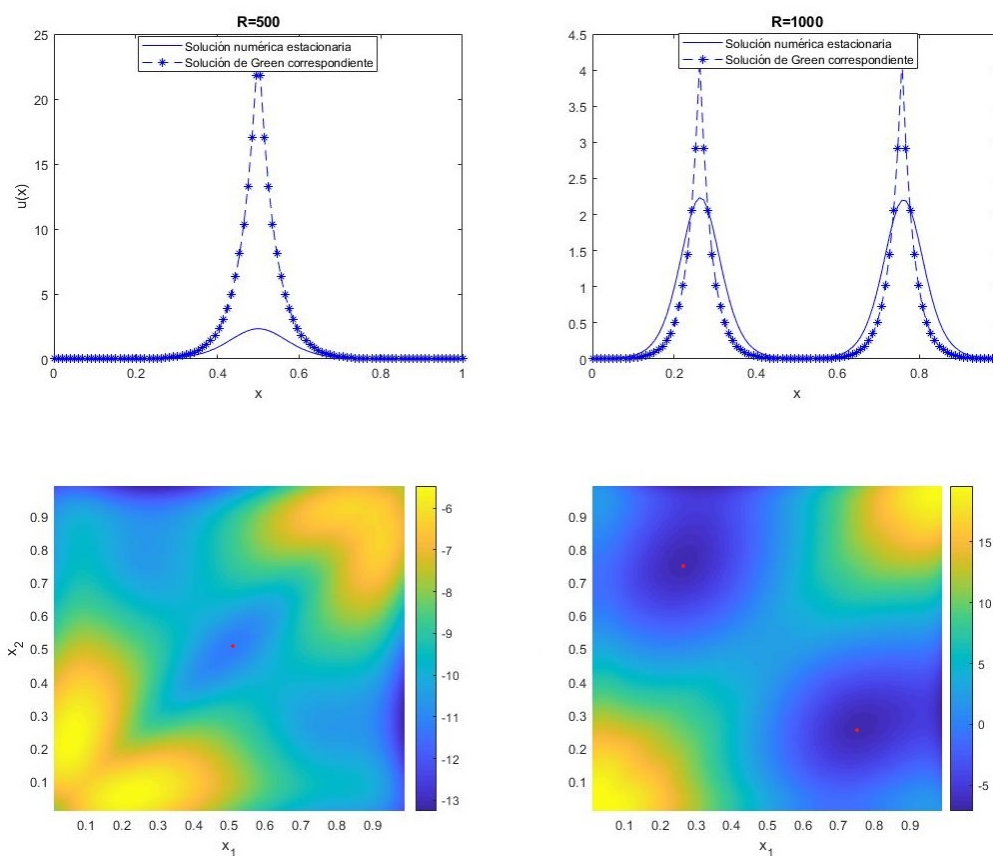 R=500
Solución numérica estacionaria
Solución de Green correspondiente
25
20
15
10
5
0
u(x)
0 0.2 0.4 0.6 0.8 1
x
R=1000
Solución numérica estacionaria
Solución de Green correspondiente
4.5
4
3.5
3
2.5
2
1.5
1
0.5
0
0 0.2 0.4 0.6 0.8
x
0.9
0.8
0.7
0.6
0.5
0.4
0.3
0.2
0.1
x_2
0.1 0.2 0.3 0.4 0.5 0.6 0.7 0.8 0.9
x_1
-6
-7
-8
-9
-10
-11
-12
-13
0.9
0.8
0.7
0.6
0.5
0.4
0.3
0.2
0.1
0.1 0.2 0.3 0.4 0.5 0.6 0.7 0.8 0.9
x_1
15
10
5
0
-5